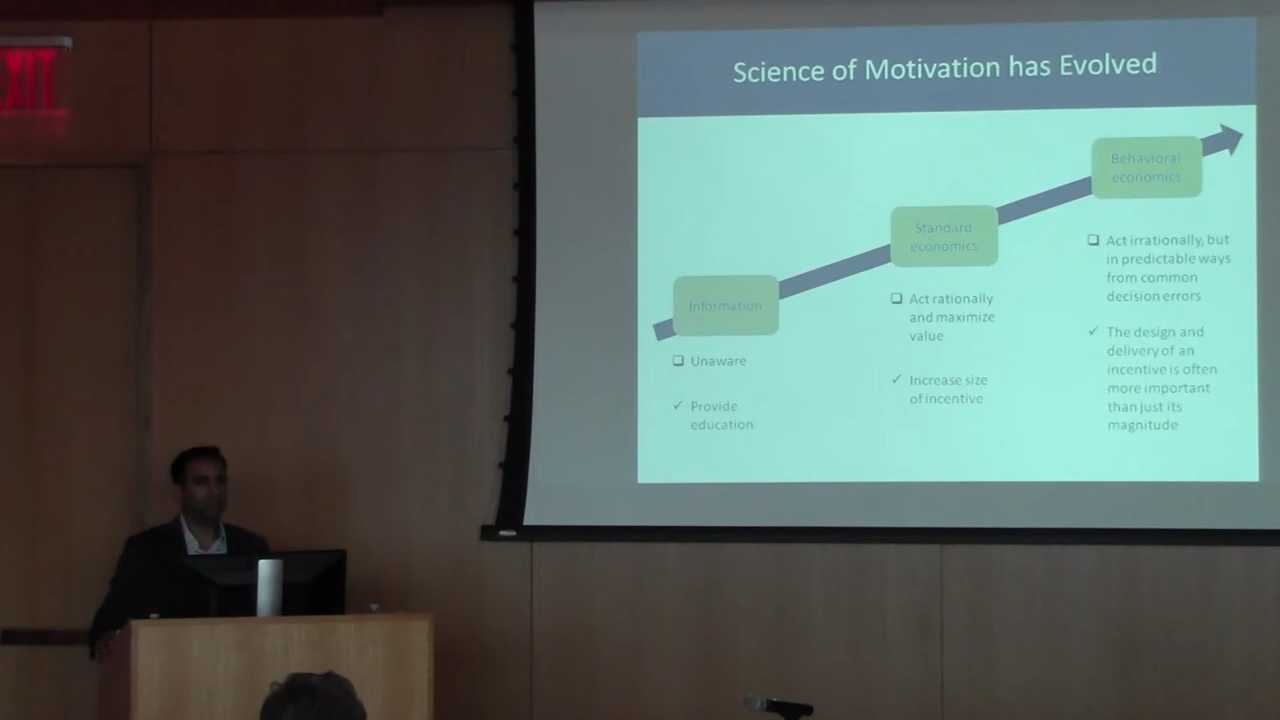 EXIT
Science of Motivation has Evolved
Information
❑ Unaware
✓ Provide
education
Standard
economics
❑ Act rationally
and maximize
value
✓ Increase size
of incentive
Behavioral
economics
❑ Act irrationally, but
in predictable ways
from common
decision errors
✓ The design and
delivery of an
incentive is often
more important
than just its
magnitude